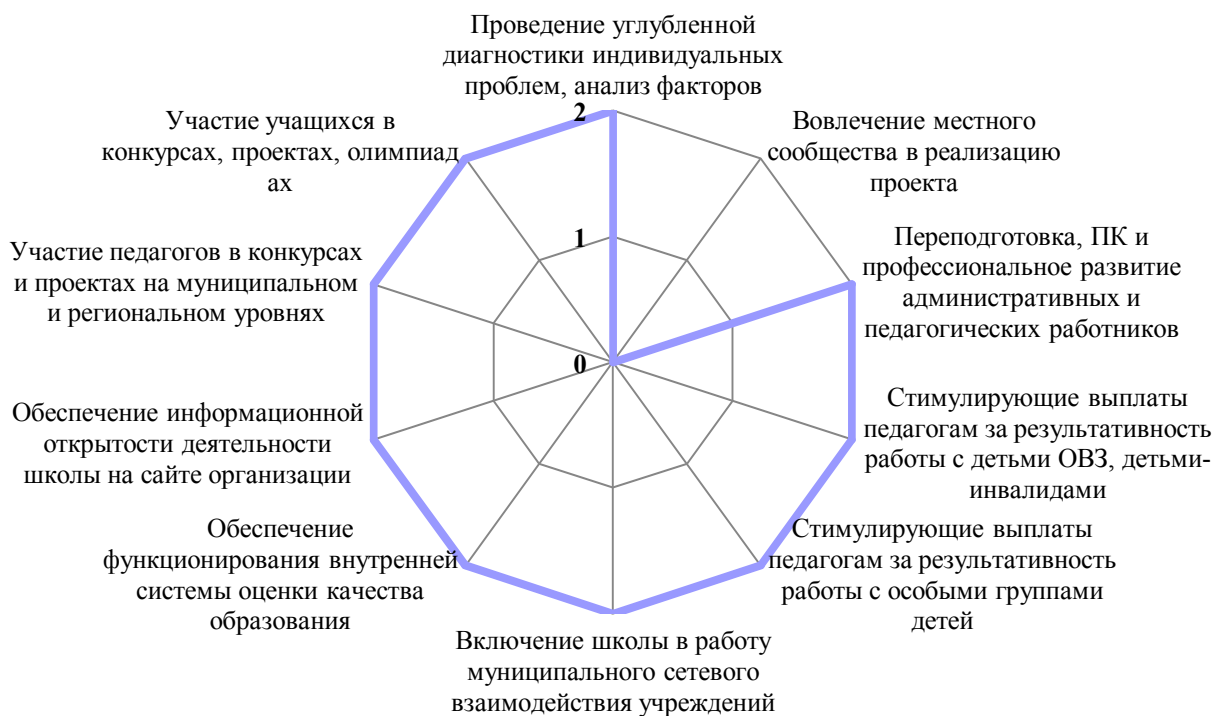 Проведение углубленной
диагностики индивидуальных
проблем, анализ факторов
Вовлечение местного
сообщества в реализацию
проекта
Переподготовка, ПК и
профессиональное развитие
административных и
педагогических работников
Стимулирующие выплаты
педагогам за результативность
работы с детьми ОВЗ, детьми-
инвалидами
Стимулирующие выплаты
педагогам за результативность
работы с особыми группами
детей
Включение школы в работу
муниципального сетевого
взаимодействия учреждений
Обеспечение
функционирования внутренней
системы оценки качества
образования
Обеспечение информационной
открытости деятельности
школы на сайте организации
Участие педагогов в конкурсах
и проектах на муниципальном
и региональном уровнях
Участие учащихся в
конкурсах, проектах, олимпиад
ах
2
1
0